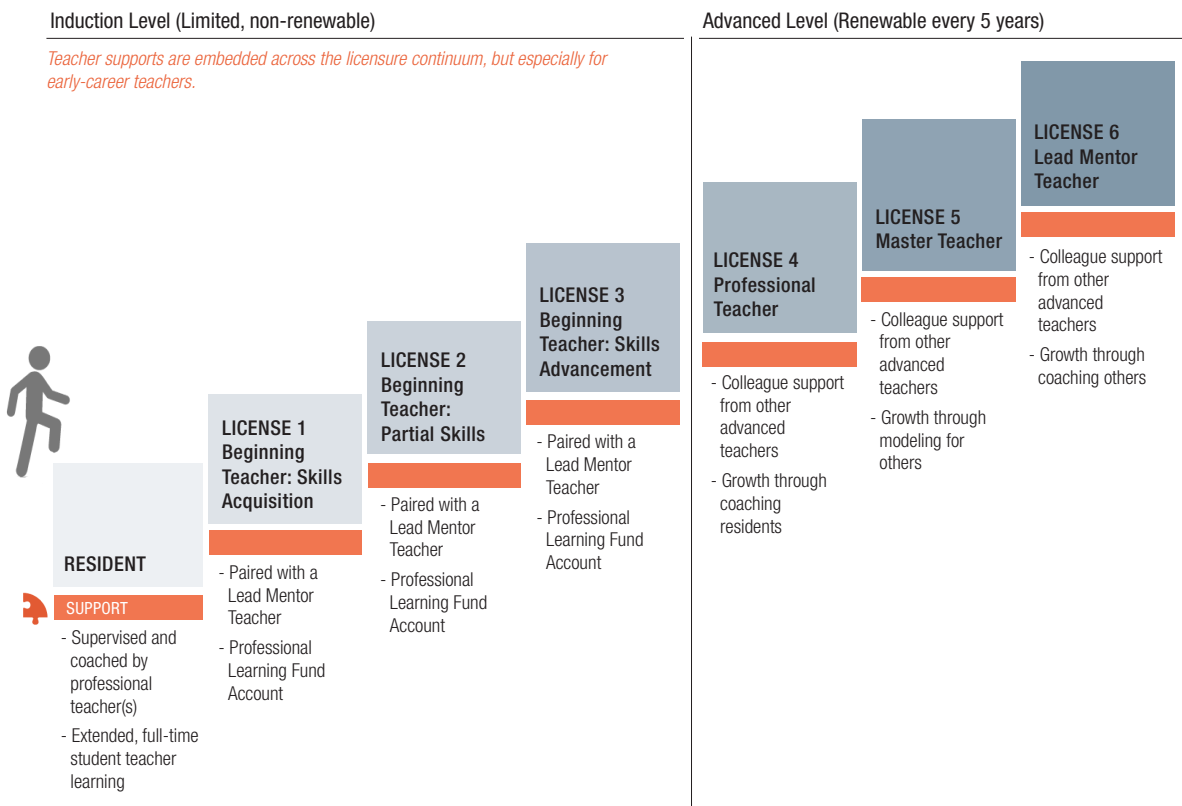 Induction Level (Limited, non-renewable)
Teacher supports are embedded across the licensure continuum, but especially for
early-career teachers.
RESIDENT
SUPPORT
- Supervised and
coached by
professional
teacher(s)
- Extended, full-time
student teacher
learning
LICENSE 1
Beginning
Teacher: Skills
Acquisition
- Paired with a
Lead Mentor
Teacher
- Professional
Learning Fund
Account
LICENSE 2
Beginning
Teacher:
Partial Skills
- Paired with a
Lead Mentor
Teacher
- Professional
Learning Fund
Account
LICENSE 3
Beginning
Teacher: Skills
Advancement
- Paired with a
Lead Mentor
Teacher
- Professional
Learning Fund
Account
Advanced Level (Renewable every 5 years)
LICENSE 4
Professional
Teacher
- Colleague support
from other
advanced
teachers
- Growth through
coaching
residents
LICENSE 5
Master Teacher
- Colleague support
from other
advanced
teachers
- Growth through
modeling for
others
LICENSE 6
Lead Mentor
Teacher
- Colleague support
from other
advanced
teachers
- Growth through
coaching others